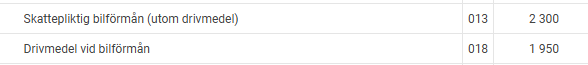 Skattepliktig bilförmån (utom drivmedel) 013 2 300
Drivmedel vid bilförmån 018 1 950